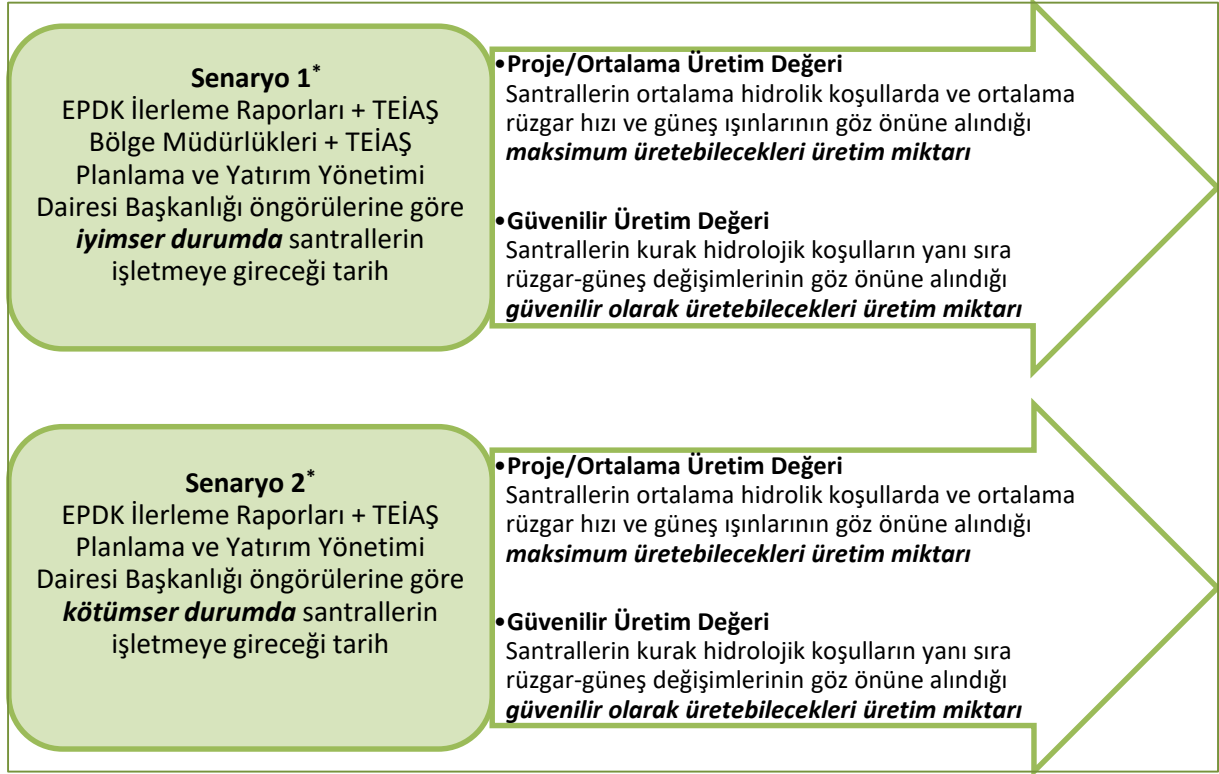 Senaryo 1*
EPDK İlerleme Raporları + TEİAŞ
Bölge Müdürlükleri + TEİAŞ
Planlama ve Yatırım Yönetimi
Dairesi Başkanlığı öngörülerine göre
iyimser durumda santrallerin
işletmeye gireceği tarih
•Proje/Ortalama Üretim Değeri
Santrallerin ortalama hidrolik koşullarda ve ortalama
rüzgar hızı ve güneş ışınlarının göz önüne alındığı
maksimum üretebilecekleri üretim miktarı
•Güvenilir Üretim Değeri
Santrallerin kurak hidrolojik koşulların yanı sıra
rüzgar-güneş değişimlerinin göz önüne alındığı
güvenilir olarak üretebilecekleri üretim miktarı
Senaryo 2*
EPDK İlerleme Raporları + TEİAŞ
Planlama ve Yatırım Yönetimi
Dairesi Başkanlığı öngörülerine göre
kötümser durumda santrallerin
işletmeye gireceği tarih
•Proje/Ortalama Üretim Değeri
Santrallerin ortalama hidrolik koşullarda ve ortalama
rüzgar hızı ve güneş ışınlarının göz önüne alındığı
maksimum üretebilecekleri üretim miktarı
•Güvenilir Üretim Değeri
Santrallerin kurak hidrolojik koşulların yanı sıra
rüzgar-güneş değişimlerinin göz önüne alındığı
güvenilir olarak üretebilecekleri üretim miktarı